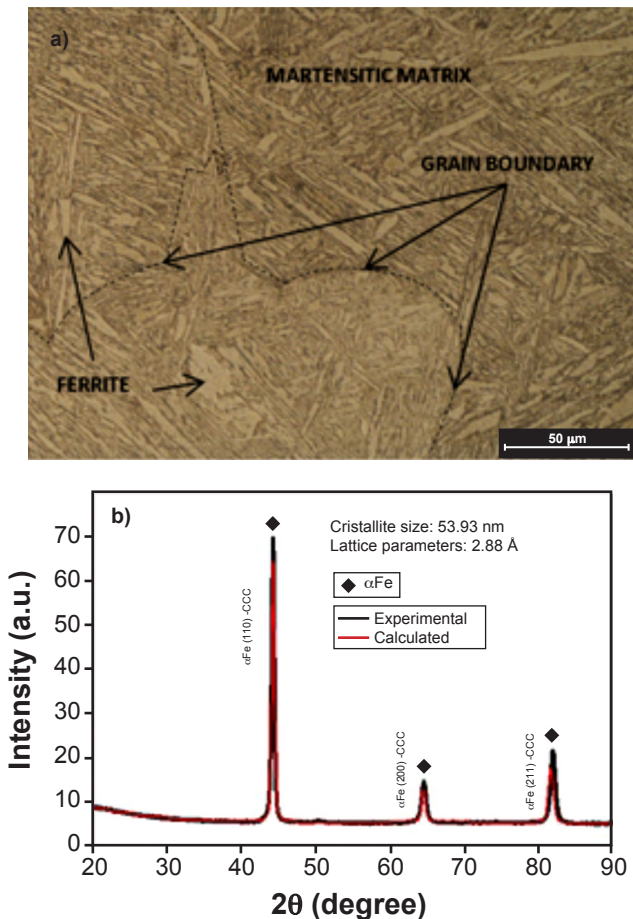 a)
MARTENSITIC MATRIX
GRAIN BOUNDARY
FERRITE
50 µm
b)
Cristallite size: 53.93 nm
Lattice parameters: 2.88 Å
◆ αFe
Experimental
Calculated
αFe (110) -CCC
αFe (200) -CCC
αFe (211) -CCC
Intensity (a.u.)
70
60
50
40
30
20
10
0
20 30 40 50 60 70 80 90
2θ (degree)